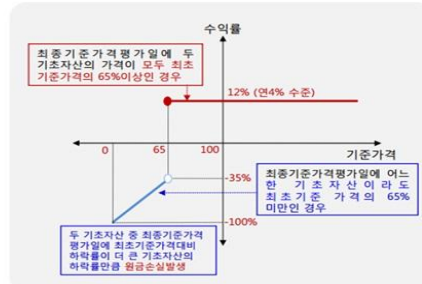 수익률
최종기준가격평가일에 두
기초자산의 가격이 모두 최초
기준가격의 65%이상인 경우
12% (연4% 수준)
0
65
100
기준가격
-35%
최종기준가격평가일에 어느
한 기초자산이라도
최초기준 가격의 65%
미만인 경우
-100%
두 기초자산 중 최종기준가격
평가일에 최초기준가격대비
하락률이 더 큰 기초자산의
하락률만큼 원금손실발생